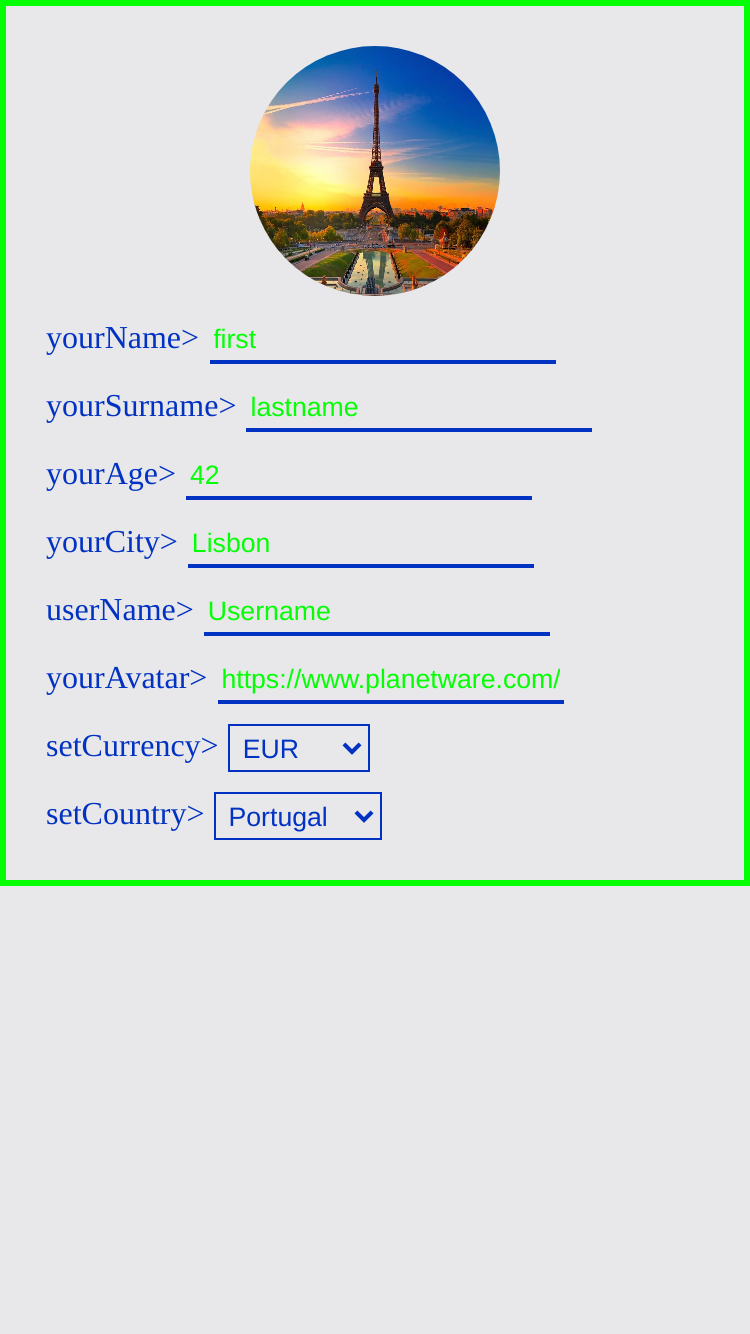 yourName> first
yourSurname> lastname
yourAge> 42
yourCity> Lisbon
userName> Username
yourAvatar> https://www.planetware.com/
setCurrency> EUR
setCountry> Portugal